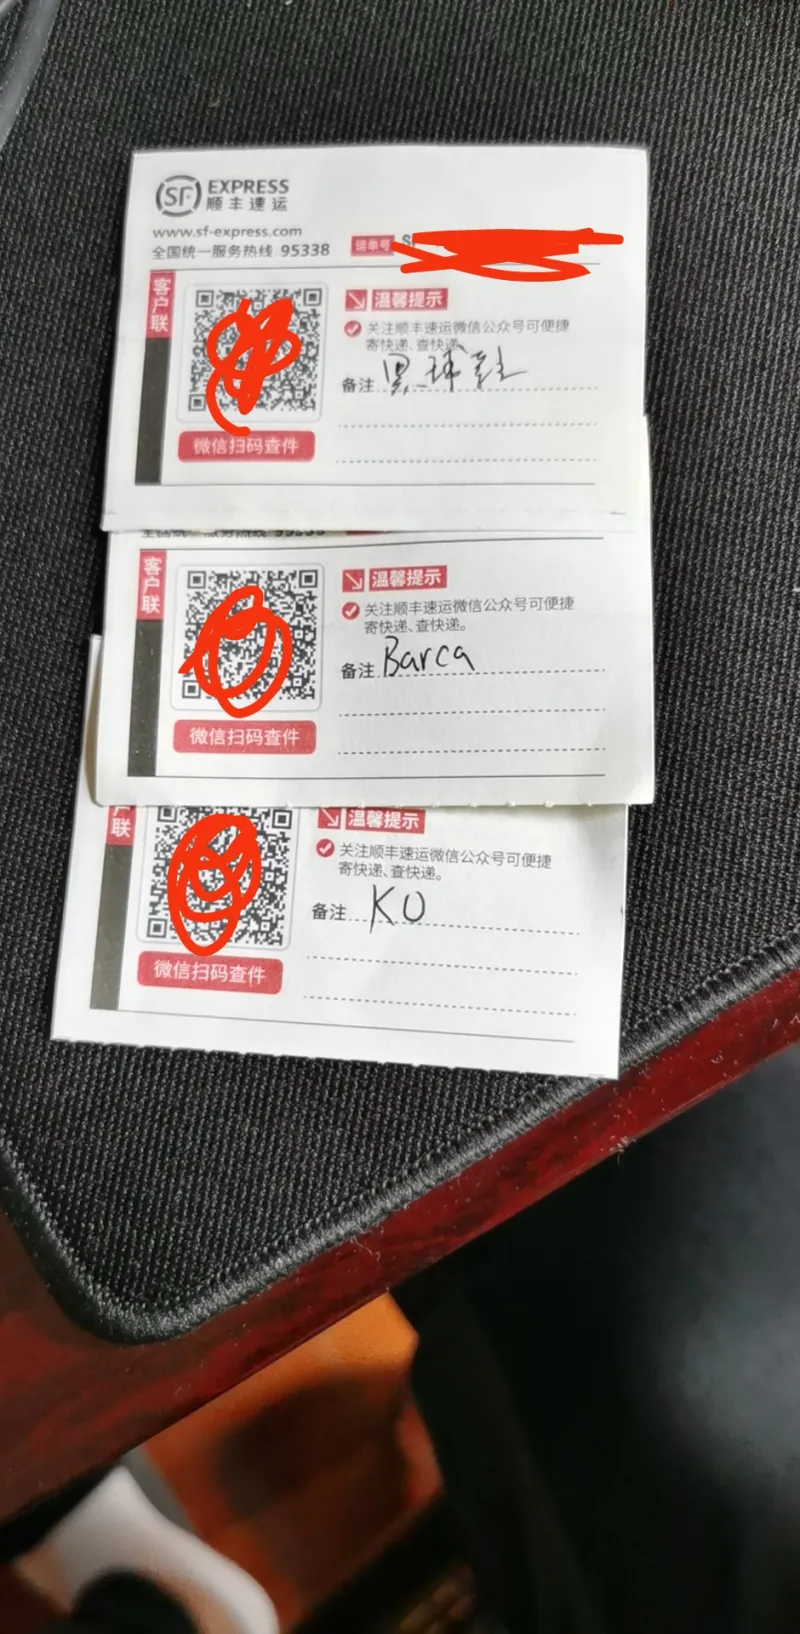 SF EXPRESS
顺丰速运
www.sf-express.com
全国统一服务热线 95338
运单号 S
客户联
温馨提示
关注顺丰速运微信公众号可便捷
寄快递、查快递。
备注 黑球鞋
微信扫码查件
客户联
温馨提示
关注顺丰速运微信公众号可便捷
寄快递、查快递。
备注 Barca
微信扫码查件
户联
温馨提示
关注顺丰速运微信公众号可便捷
寄快递、查快递。
备注 KO
微信扫码查件